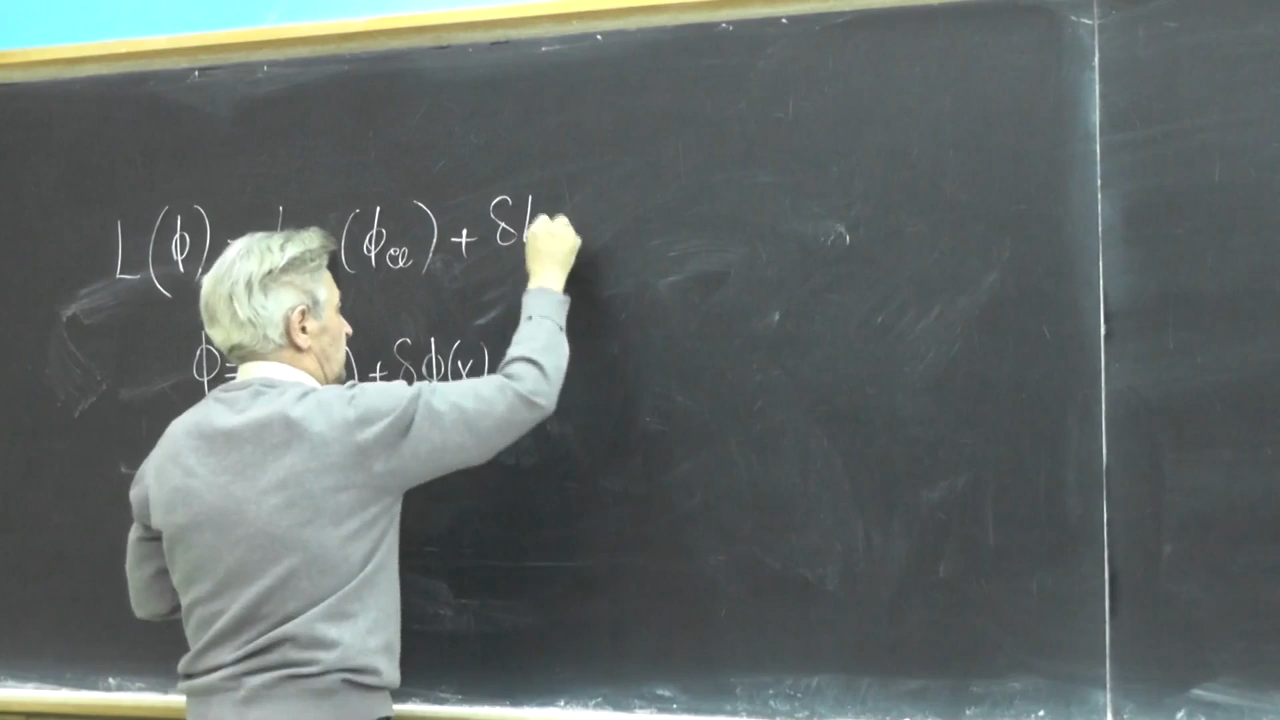 L(ϕ) (ϕcl) + δL
ϕ= ) + δϕ(x)